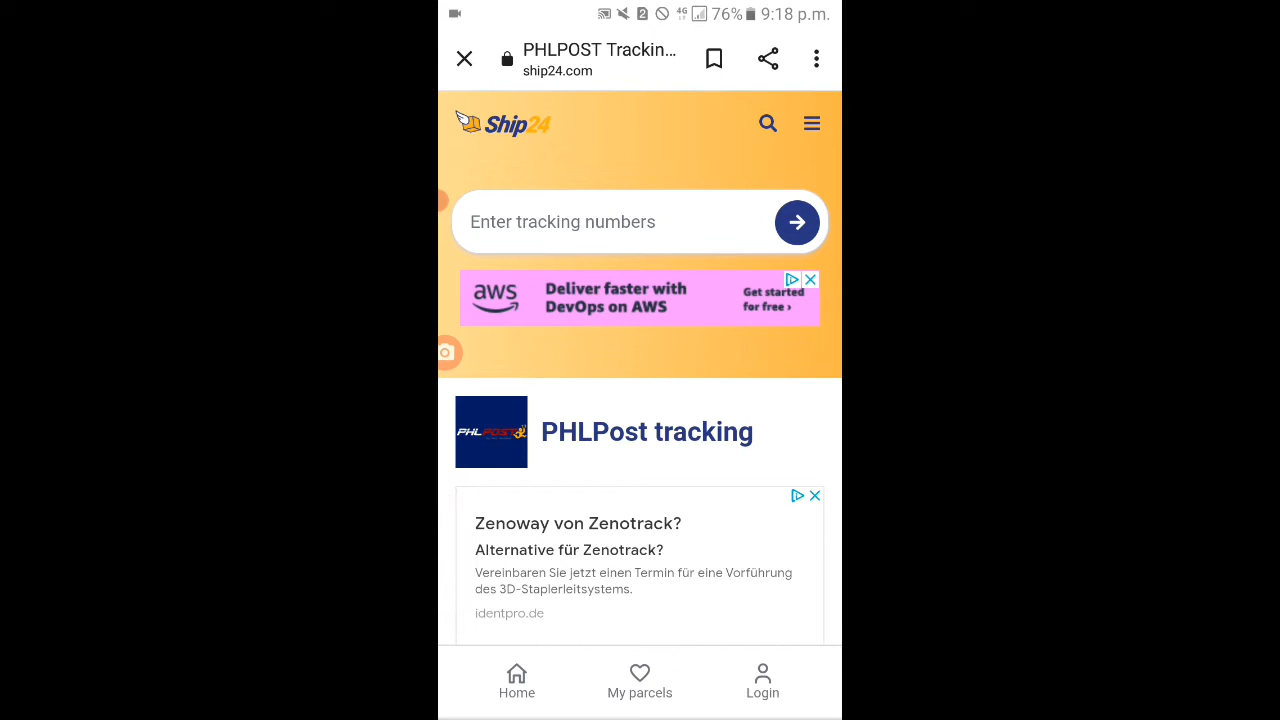 76% 9:18 p.m.
PHLPOST Trackin...
ship24.com
Ship24
Enter tracking numbers
aws
Deliver faster with
DevOps on AWS
Get started
for free ›
PHLPOST
PHLPost tracking
Zenoway von Zenotrack?
Alternative für Zenotrack?
Vereinbaren Sie jetzt einen Termin für eine Vorführung
des 3D-Staplerleitsystems.
identpro.de
Home My parcels Login